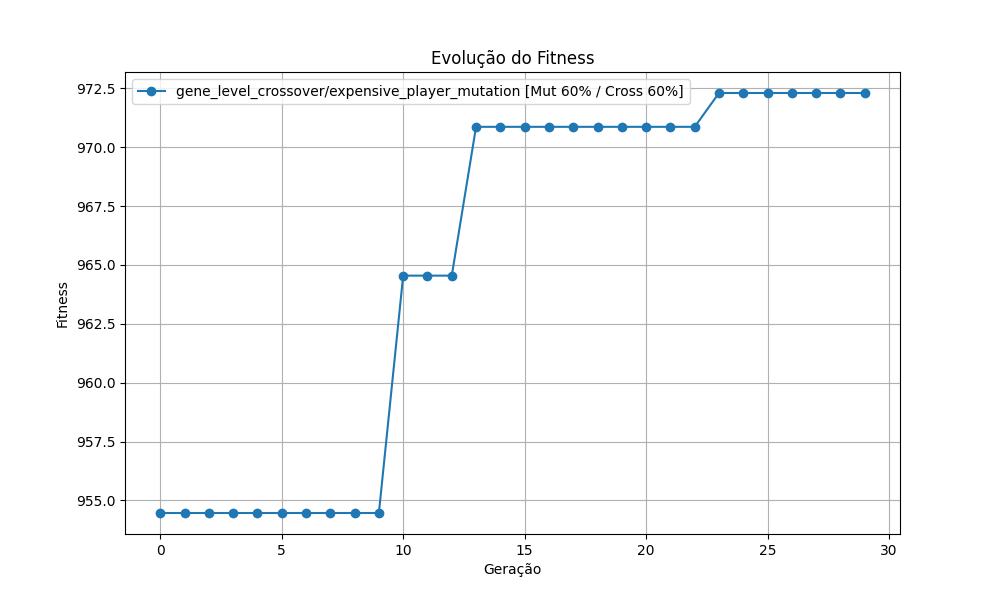 Evolução do Fitness
gene_level_crossover/expensive_player_mutation [Mut 60% / Cross 60%]
Fitness
972.5
970.0
967.5
965.0
962.5
960.0
957.5
955.0
0 5 10 15 20 25 30
Geração